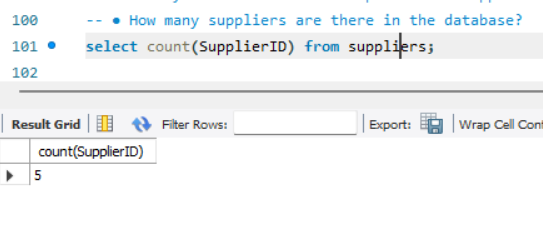 100 -- ● How many suppliers are there in the database?
101 ● select count(SupplierID) from suppliers;
102
Result Grid Filter Rows: Export: Wrap Cell
count(SupplierID)
5